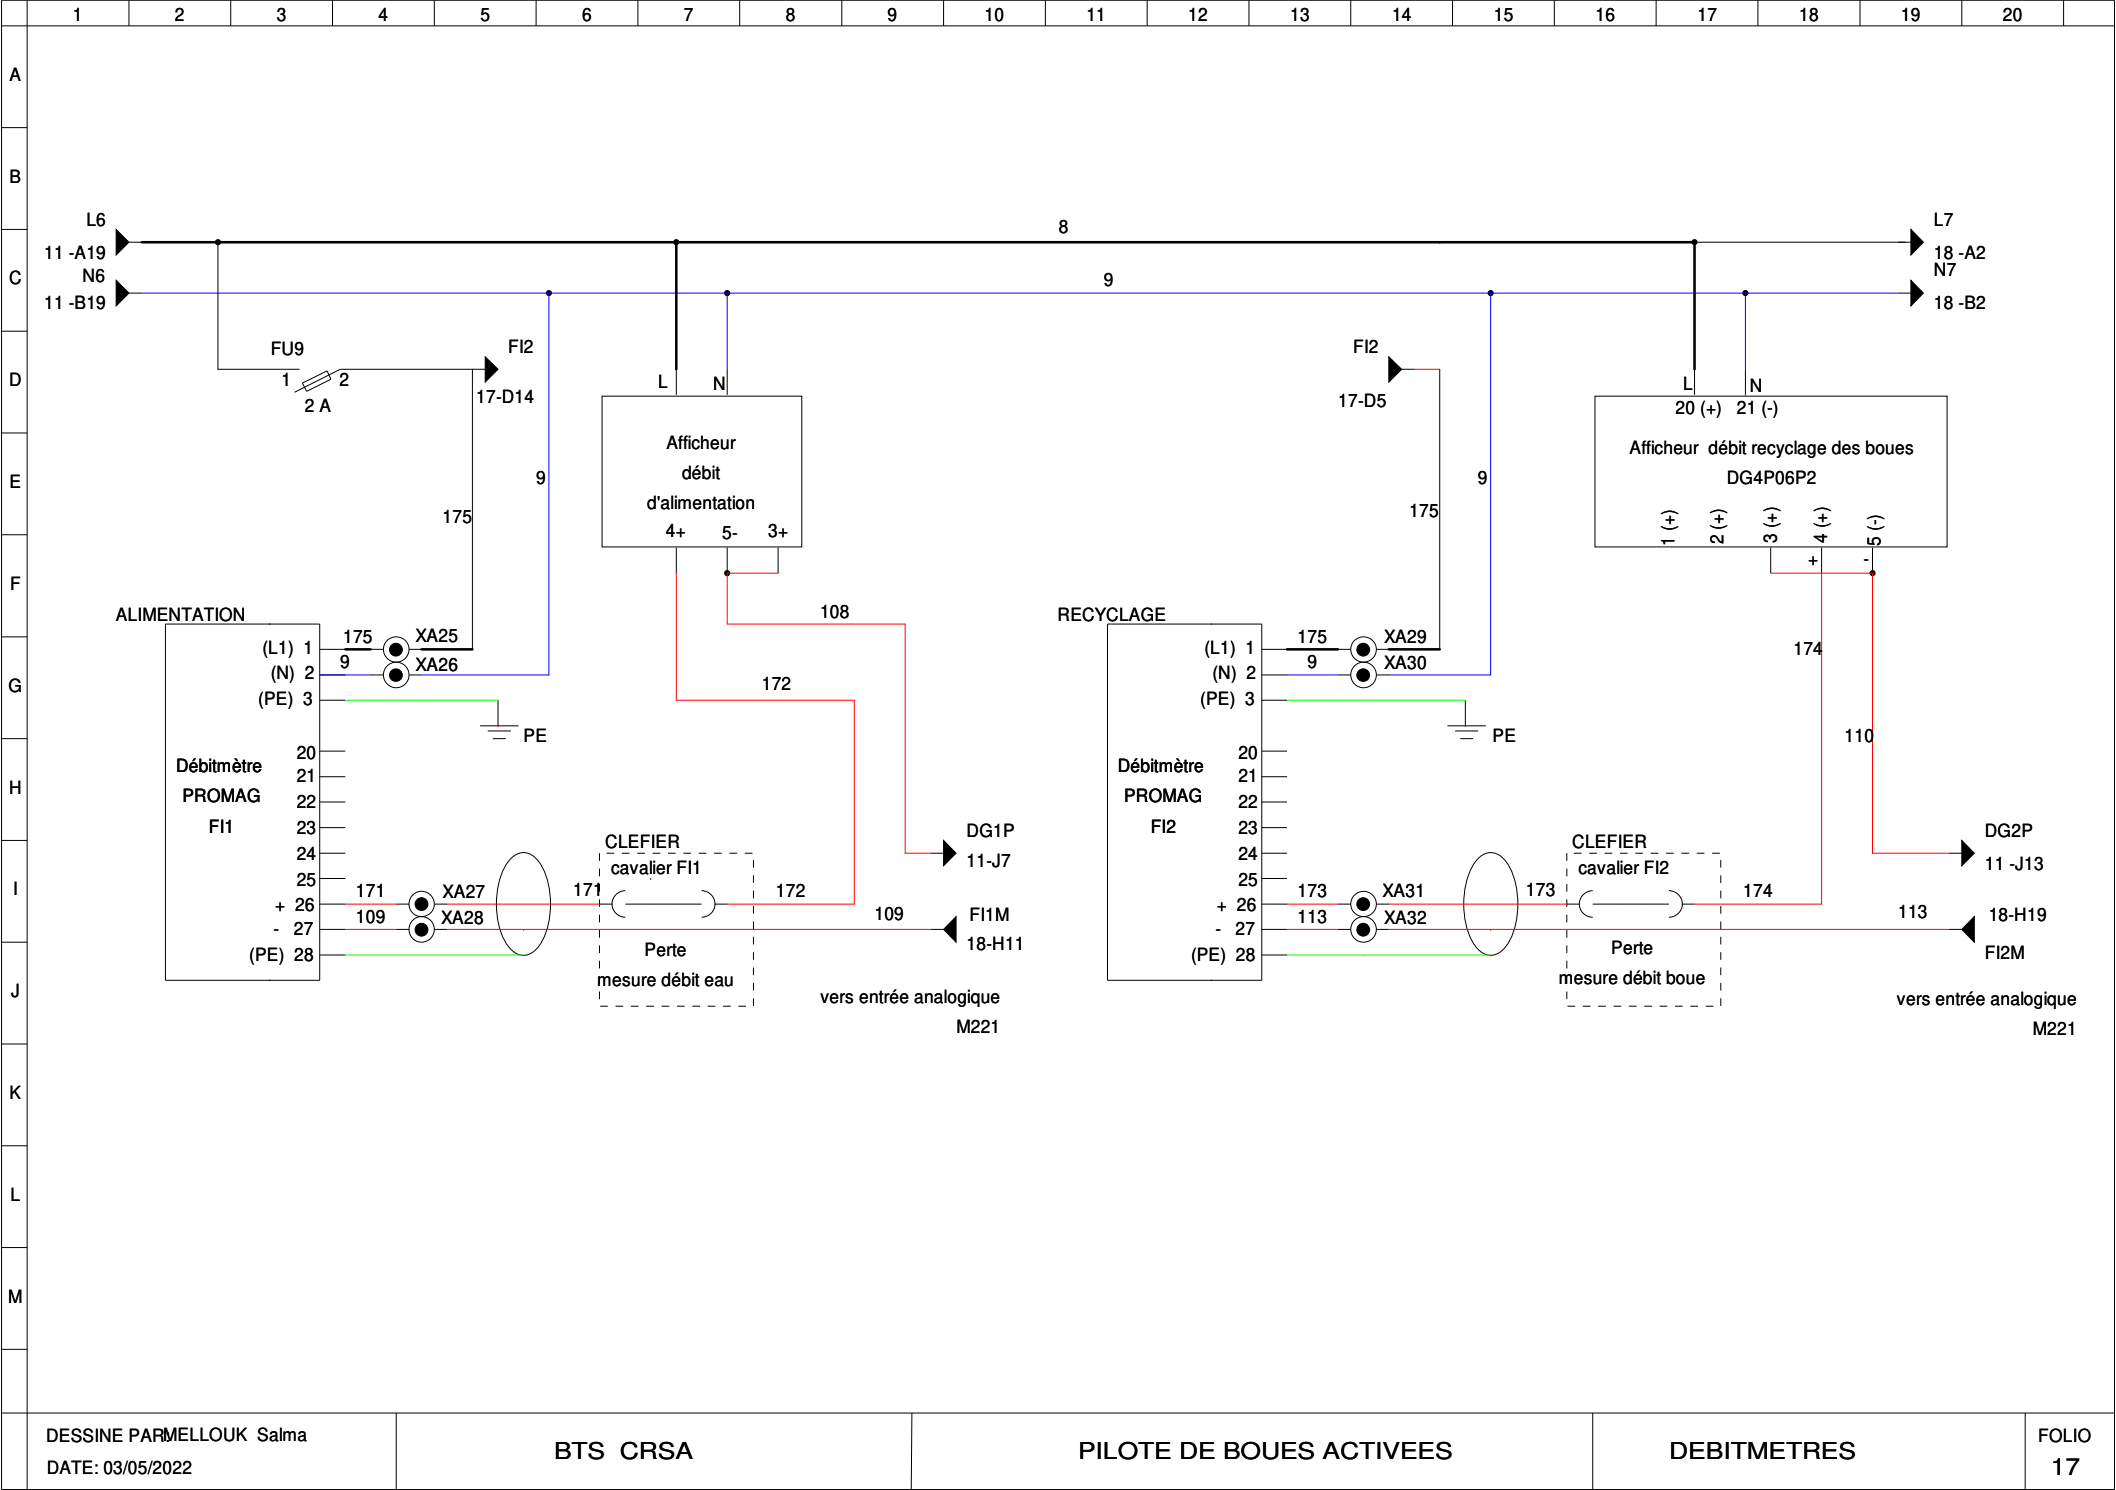 1 2 3 4 5 6 7 8 9 10 11 12 13 14 15 16 17 18 19 20
A
B
C
D
E
F
G
H
I
J
K
L
M
L6
11 -A19
N6
11 -B19
8
9
L7
18 -A2
N7
18 -B2
FU9
1 2
2 A
FI2
17-D14
175
9
L N
Afficheur
débit
d'alimentation
4+ 5- 3+
108
172
ALIMENTATION
(L1) 1
(N) 2
(PE) 3
20
21
22
23
24
25
+ 26
- 27
(PE) 28
Débitmètre
PROMAG
FI1
175 XA25
9 XA26
PE
171 XA27
109 XA28
171
CLEFIER
cavalier FI1
Perte
mesure débit eau
172
109
DG1P
11-J7
FI1M
18-H11
vers entrée analogique
M221
FI2
17-D5
175
9
L N
20 (+) 21 (-)
Afficheur débit recyclage des boues
DG4P06P2
1 (+) 2 (+) 3 (+) 4 (+) 5 (-)
+ -
174
110
RECYCLAGE
(L1) 1
(N) 2
(PE) 3
20
21
22
23
24
25
+ 26
- 27
(PE) 28
Débitmètre
PROMAG
FI2
175 XA29
9 XA30
PE
173 XA31
113 XA32
173
CLEFIER
cavalier FI2
Perte
mesure débit boue
174
113
DG2P
11 -J13
18-H19
FI2M
vers entrée analogique
M221
DESSINE PAR MELLOUK Salma
DATE: 03/05/2022
BTS CRSA
PILOTE DE BOUES ACTIVEES
DEBITMETRES
FOLIO
17